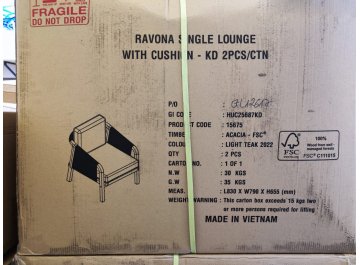 FRAGILE
DO NOT DROP
RAVONA SINGLE LOUNGE
WITH CUSHION - KD 2PCS/CTN
P/O :
GI CODE : HUC25687KD
PRODUCT CODE : 15675
TIMBER : ACACIA - FSC®
COLOUR : LIGHT TEAK 2022
QTY. : 2 PCS
CARTON : 1 OF 1
N.W : 30 KGS
G.W : 35 KGS
MEAS. : L830 X W790 X H655 (mm)
WEIGHT WARNING : This carton box exceeds 15 kgs two
or more persons required for lifting
MADE IN VIETNAM
FSC
100%
Wood from well-
managed forests
FSC® C111015